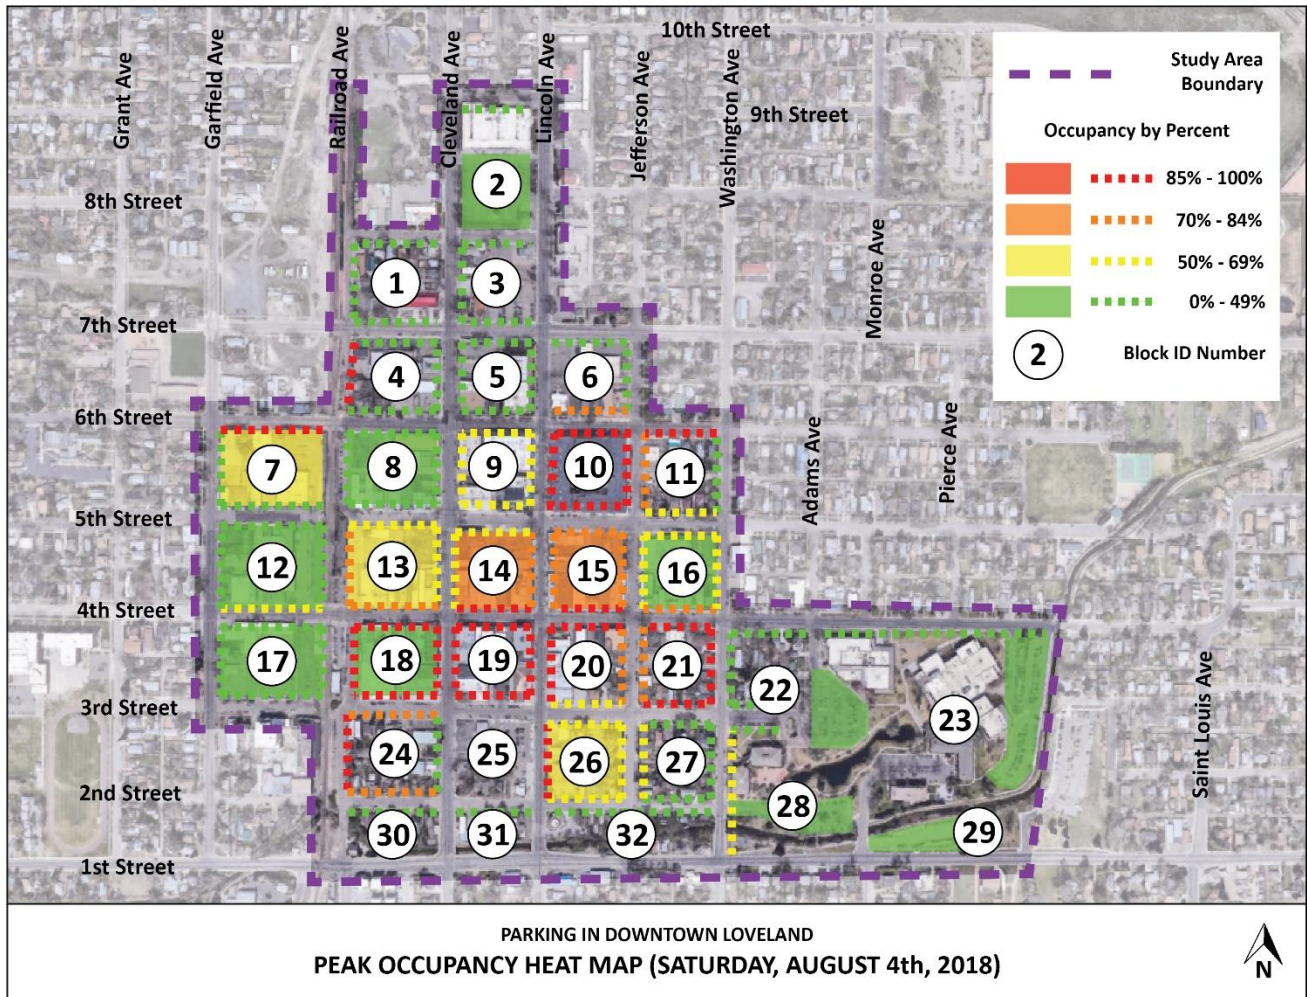 10th Street
Grant Ave
Garfield Ave
Railroad Ave
Cleveland Ave
Lincoln Ave
Jefferson Ave
Washington Ave
9th Street
8th Street
Monroe Ave
7th Street
6th Street
Adams Ave
Pierce Ave
5th Street
4th Street
3rd Street
Saint Louis Ave
2nd Street
1st Street
Study Area
Boundary
Occupancy by Percent
85% - 100%
70% - 84%
50% - 69%
0% - 49%
2
Block ID Number
2
1
3
4
5
6
7
8
9
10
11
12
13
14
15
16
17
18
19
20
21
22
23
24
25
26
27
28
29
30
31
32
PARKING IN DOWNTOWN LOVELAND
PEAK OCCUPANCY HEAT MAP (SATURDAY, AUGUST 4th, 2018)
N